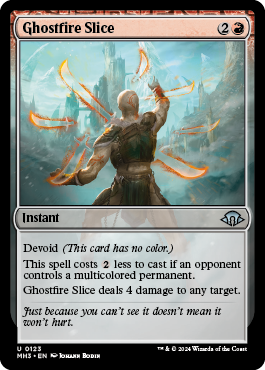 Ghostfire Slice 2
Instant
Devoid (This card has no color.)
This spell costs 2 less to cast if an opponent
controls a multicolored permanent.
Ghostfire Slice deals 4 damage to any target.
Just because you can't see it doesn't mean it
won't hurt.
U 0123
MH3 • EN Johann Bodin ™ & © 2024 Wizards of the Coast